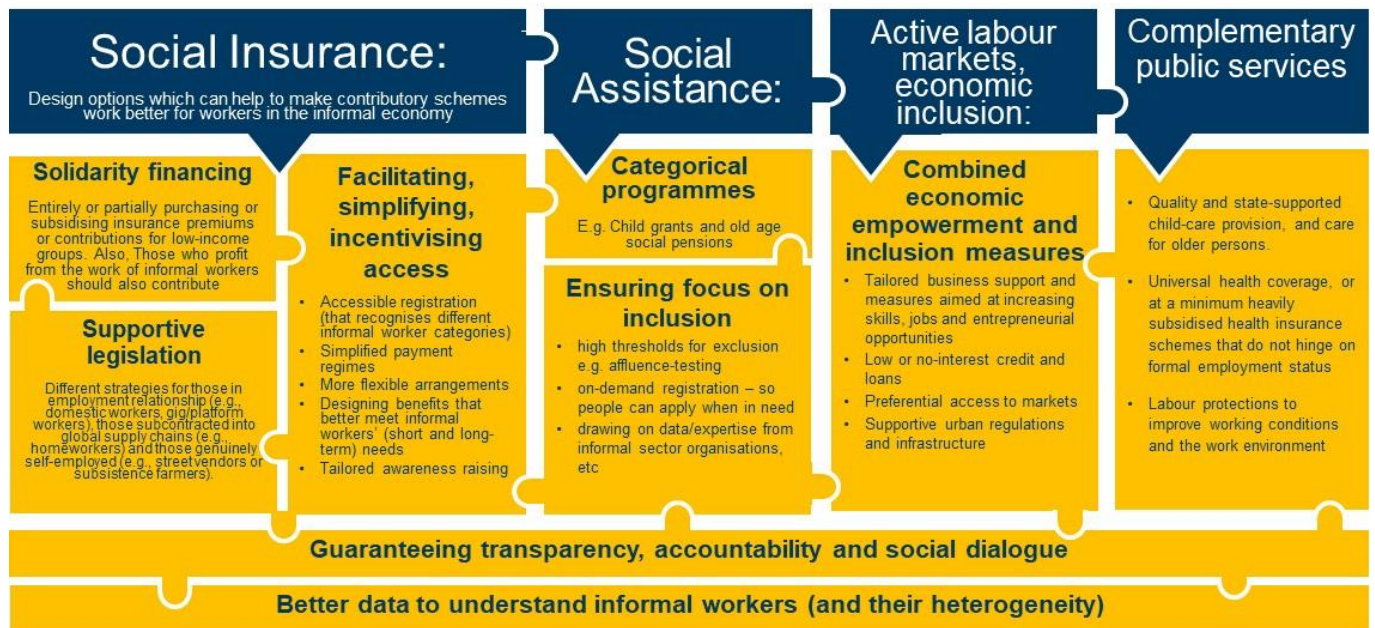 Social Insurance:
Design options which can help to make contributory schemes
work better for workers in the informal economy
Social
Assistance:
Active labour
markets,
economic
inclusion:
Complementary
public services
Solidarity financing
Entirely or partially purchasing or
subsidising insurance premiums
or contributions for low-income
groups. Also, Those who profit
from the work of informal workers
should also contribute
Supportive
legislation
Different strategies for those in
employment relationship (e.g.,
domestic workers, gig/platform
workers), those subcontracted into
global supply chains (e.g.,
homeworkers) and those genuinely
self-employed (e.g., street vendors or
subsistence farmers).
Facilitating,
simplifying,
incentivising
access
• Accessible registration
(that recognises different
informal worker categories)
• Simplified payment
regimes
• More flexible arrangements
• Designing benefits that
better meet informal
workers' (short and long-
term) needs
• Tailored awareness raising
Categorical
programmes
E.g. Child grants and old age
social pensions
Ensuring focus on
inclusion
• high thresholds for exclusion
e.g. affluence-testing
• on-demand registration – so
people can apply when in need
• drawing on data/expertise from
informal sector organisations,
etc
Combined
economic
empowerment and
inclusion measures
• Tailored business support and
measures aimed at increasing
skills, jobs and entrepreneurial
opportunities
• Low or no-interest credit and
loans
• Preferential access to markets
• Supportive urban regulations
and infrastructure
• Quality and state-supported
child-care provision, and care
for older persons.
• Universal health coverage, or
at a minimum heavily
subsidised health insurance
schemes that do not hinge on
formal employment status
• Labour protections to
improve working conditions
and the work environment
Guaranteeing transparency, accountability and social dialogue
Better data to understand informal workers (and their heterogeneity)